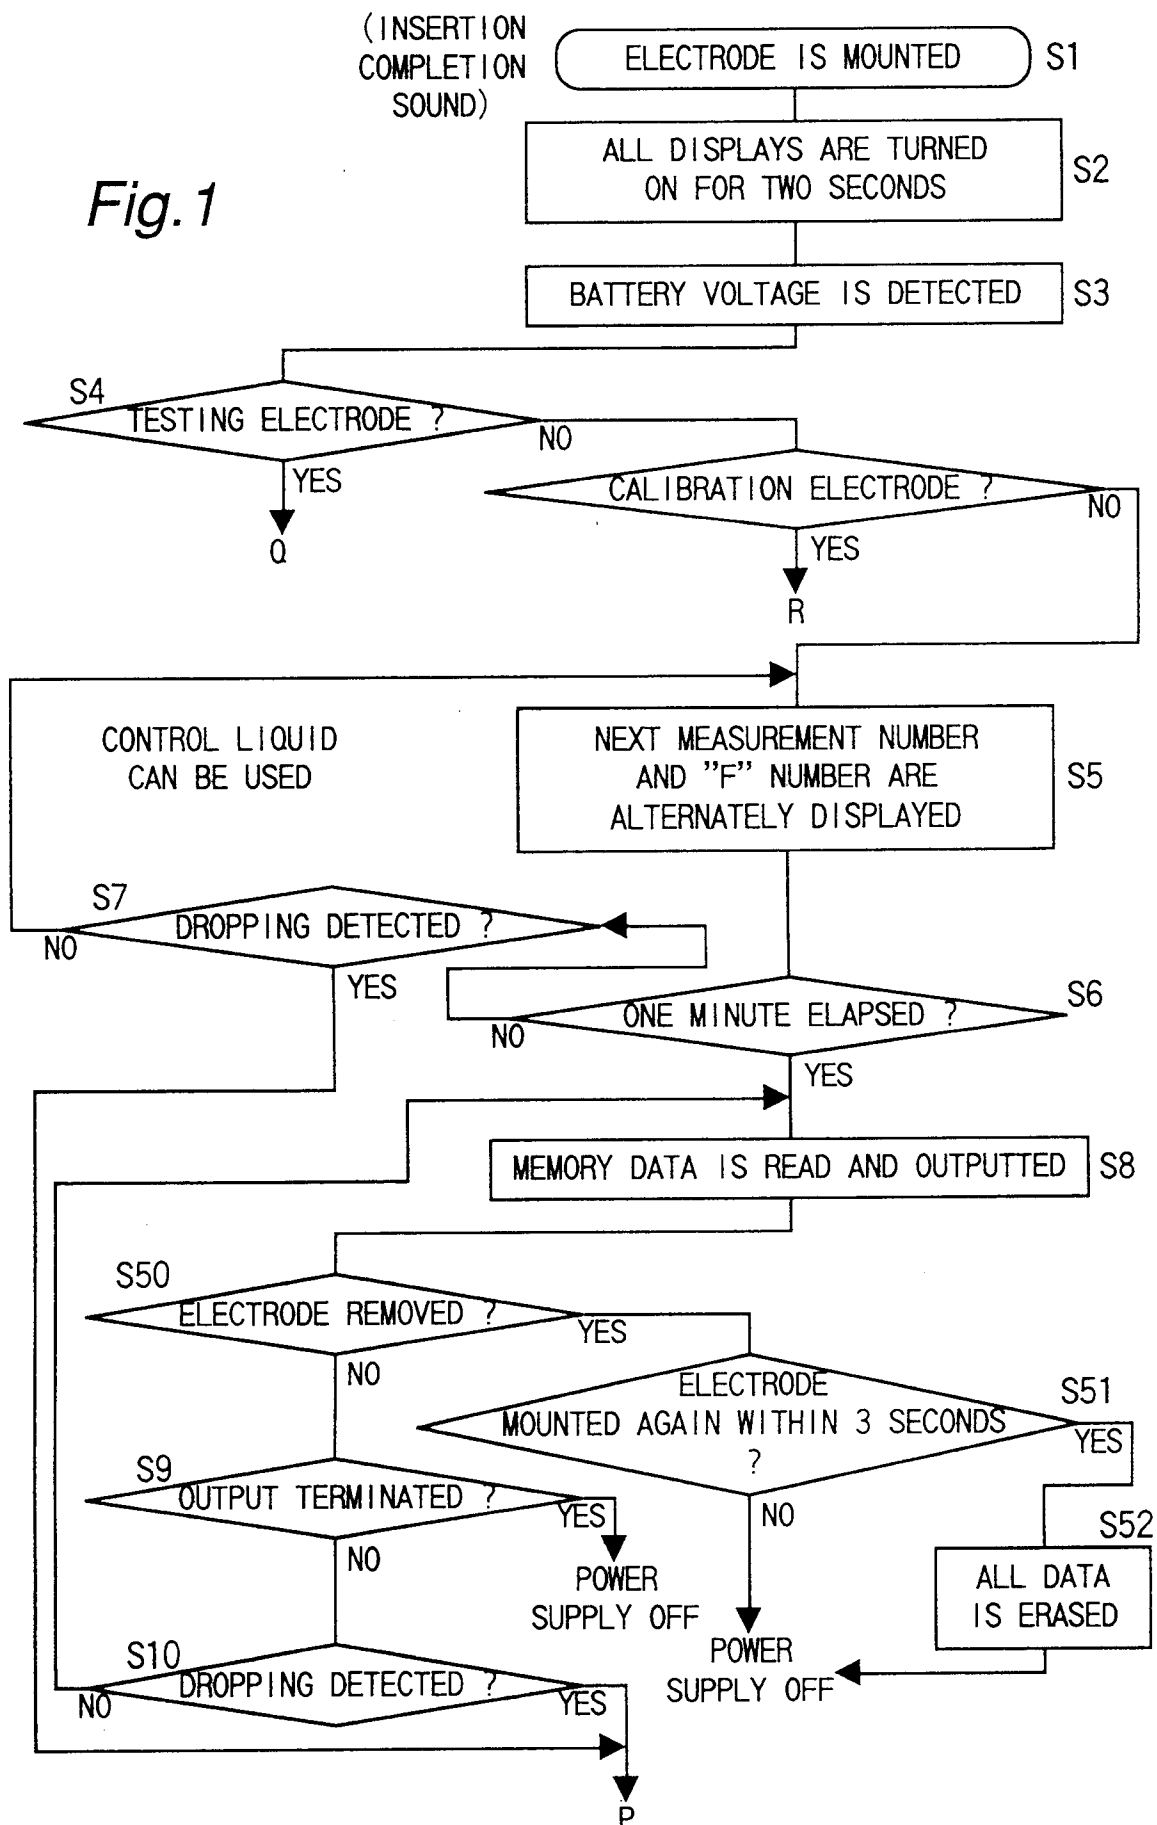 (INSERTION
COMPLETION
SOUND)
ELECTRODE IS MOUNTED
S1
ALL DISPLAYS ARE TURNED
ON FOR TWO SECONDS
S2
Fig.1
BATTERY VOLTAGE IS DETECTED
S3
S4
TESTING ELECTRODE ?
NO
YES
Q
CALIBRATION ELECTRODE ?
NO
YES
R
CONTROL LIQUID
CAN BE USED
NEXT MEASUREMENT NUMBER
AND ”F” NUMBER ARE
ALTERNATELY DISPLAYED
S5
S7
DROPPING DETECTED ?
NO
YES
S6
ONE MINUTE ELAPSED ?
NO
YES
MEMORY DATA IS READ AND OUTPUTTED
S8
S50
ELECTRODE REMOVED ?
YES
NO
ELECTRODE
MOUNTED AGAIN WITHIN 3 SECONDS
?
S51
YES
NO
S9
OUTPUT TERMINATED ?
YES
NO
POWER
SUPPLY OFF
S52
ALL DATA
IS ERASED
POWER
SUPPLY OFF
S10
DROPPING DETECTED ?
NO
YES
P